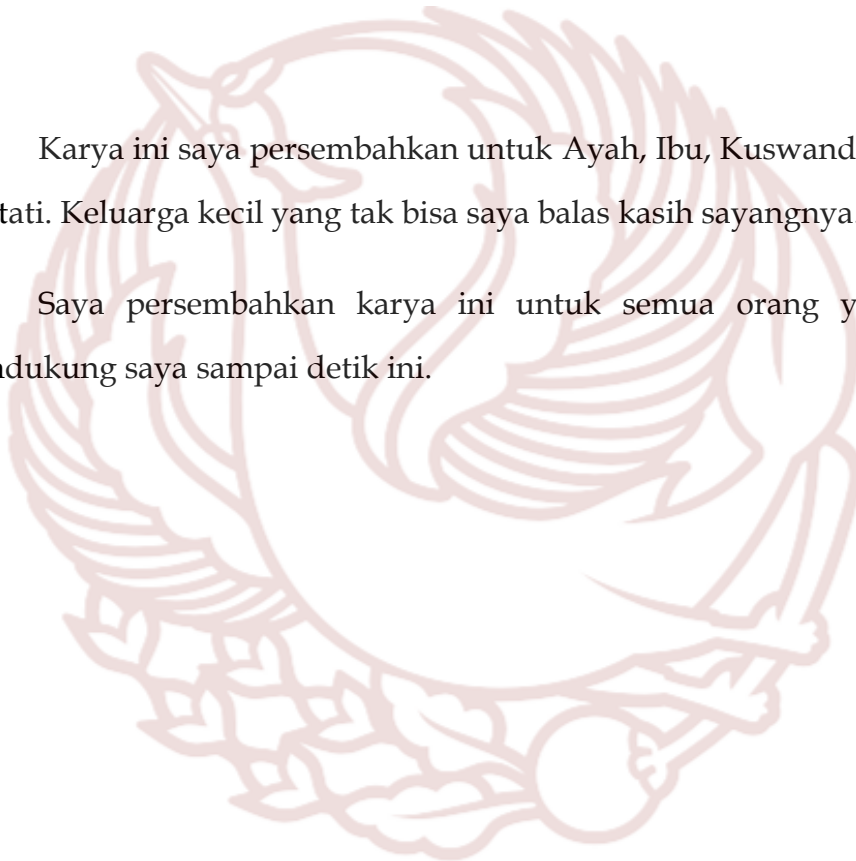 Karya ini saya persembahkan untuk Ayah, Ibu, Kuswand
tati. Keluarga kecil yang tak bisa saya balas kasih sayangnya.
Saya persembahkan karya ini untuk semua orang y
dukung saya sampai detik ini.